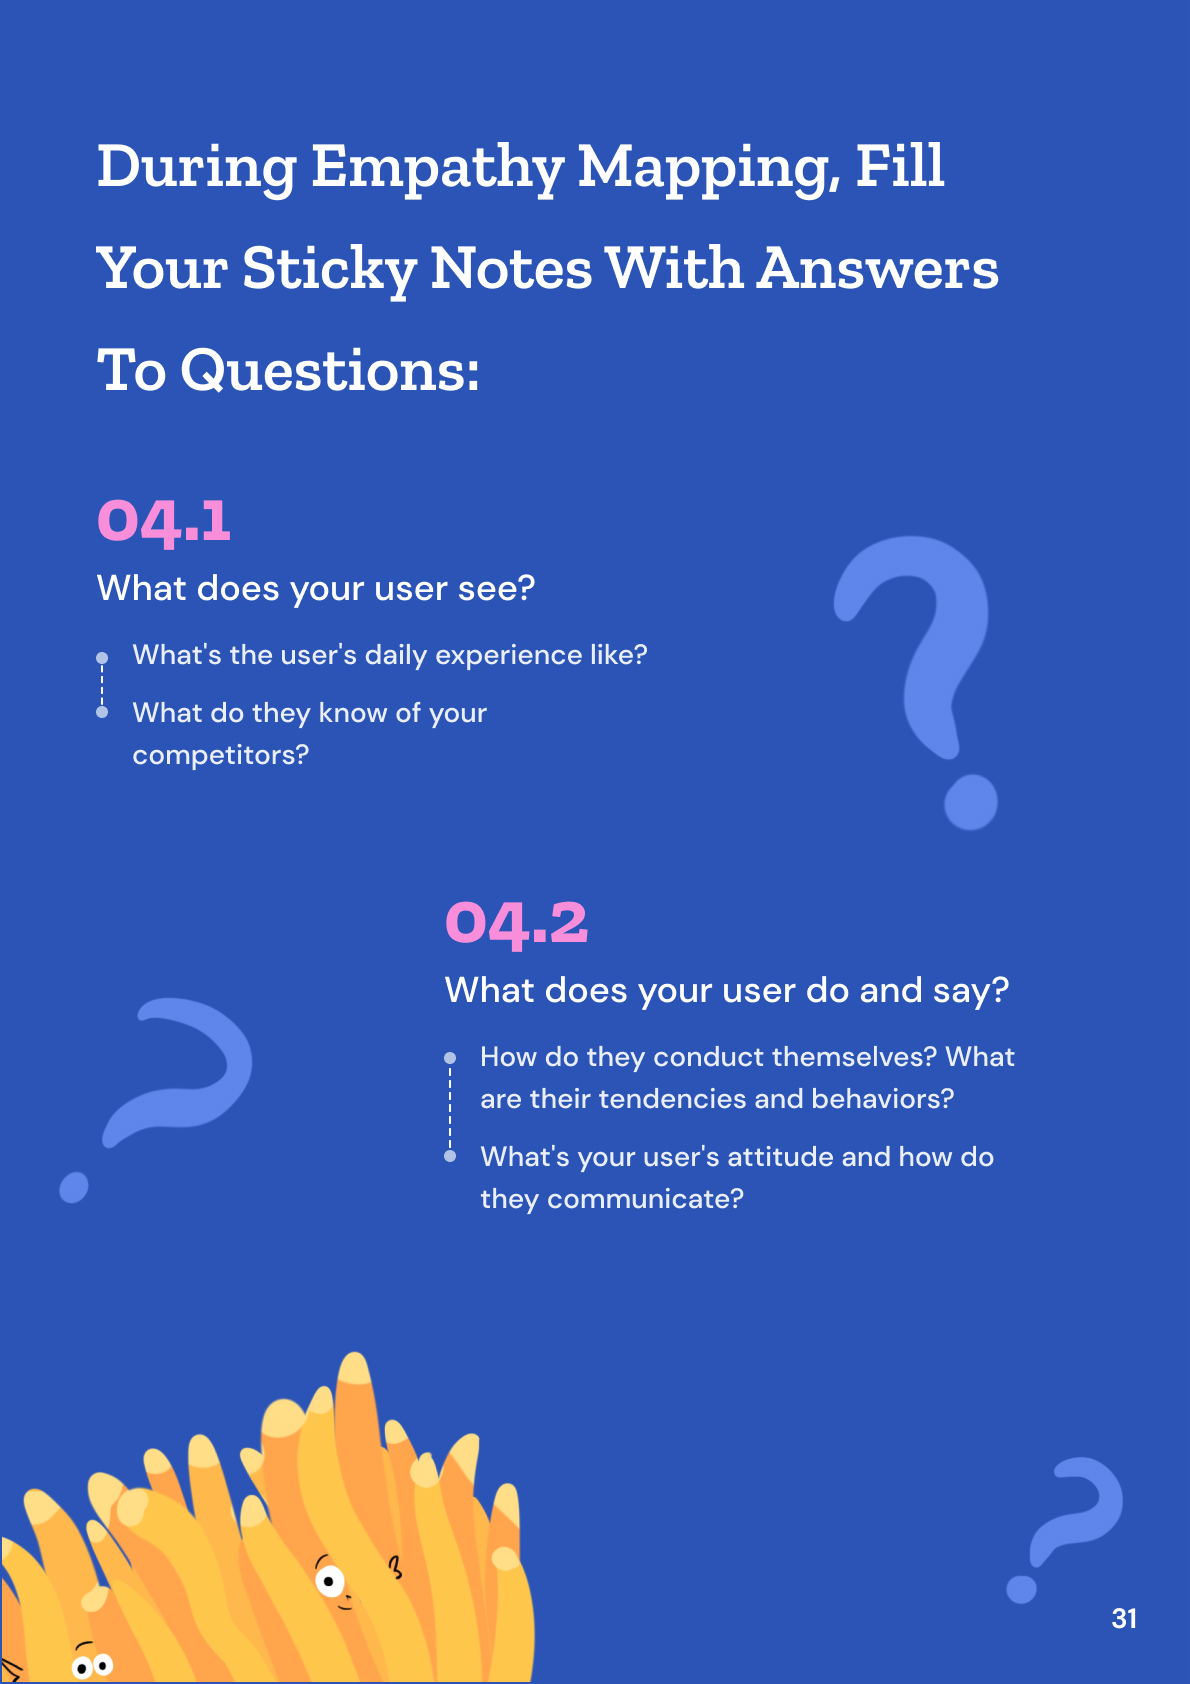 During Empathy Mapping, Fill
Your Sticky Notes With Answers
To Questions:
04.1
What does your user see?
What's the user's daily experience like?
What do they know of your
competitors?
04.2
What does your user do and say?
How do they conduct themselves? What
are their tendencies and behaviors?
What's your user's attitude and how do
they communicate?
31